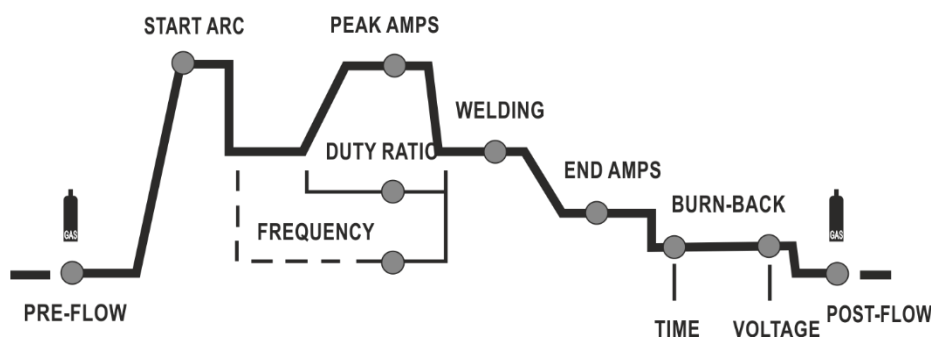 START ARC
PEAK AMPS
WELDING
DUTY RATIO
END AMPS
GAS
FREQUENCY
BURN-BACK
GAS
PRE-FLOW
TIME
VOLTAGE
POST-FLOW